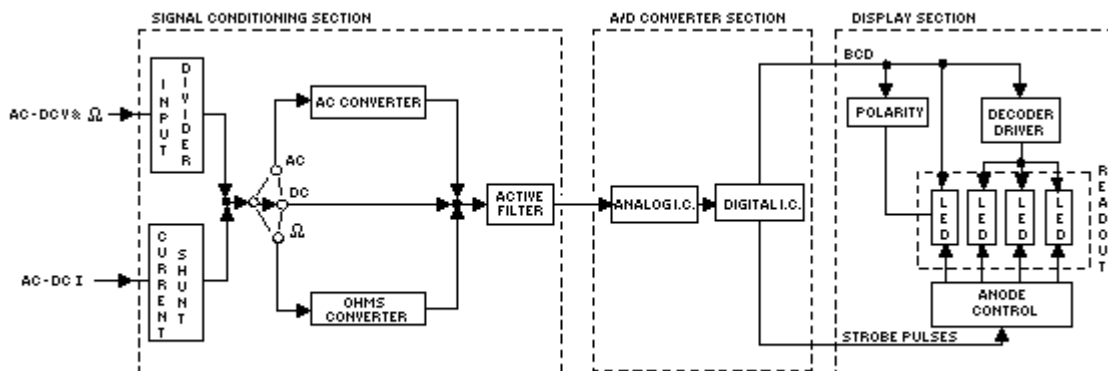 SIGNAL CONDITIONING SECTION
A/D CONVERTER SECTION
DISPLAY SECTION
AC-DCV& Ω
INPUT
DIVIDER
AC CONVERTER
AC
DC
Ω
ACTIVE
FILTER
ANALOG I.C.
DIGITAL I.C.
BCD
POLARITY
DECODER
DRIVER
LED
LED
LED
LED
READOUT
AC-DC I
CURRENT
SHUNT
OHMS
CONVERTER
ANODE
CONTROL
STROBE PULSES